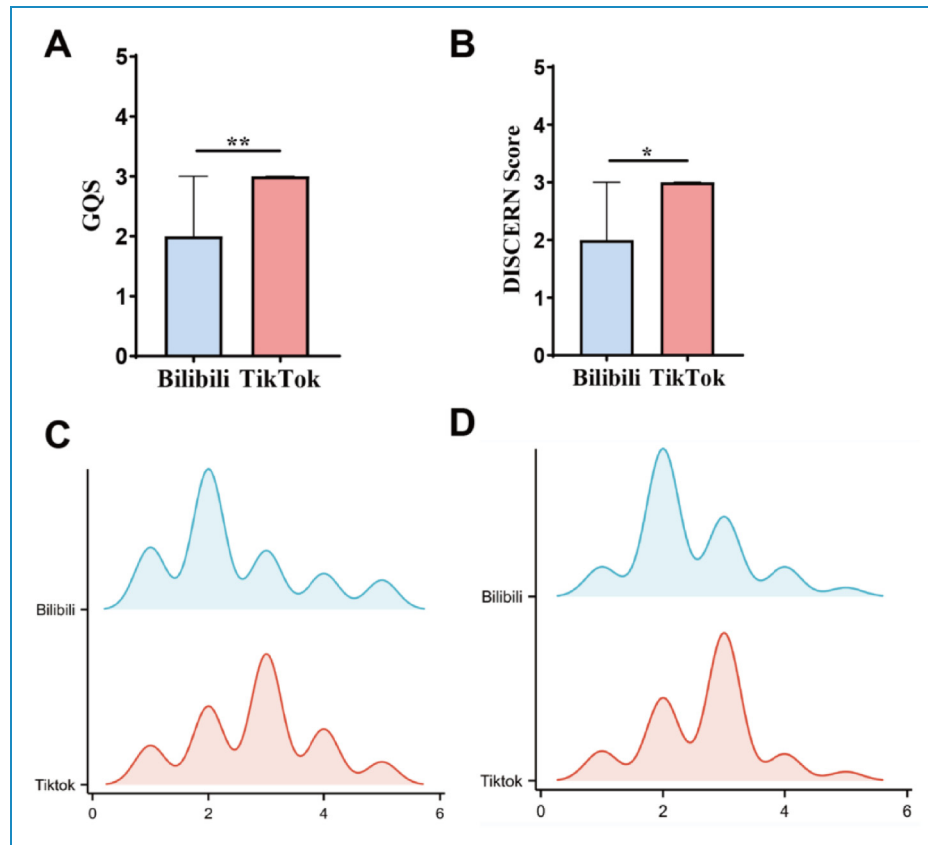 A
5
4
3
2
1
0
GQS
**
Bilibili TikTok
B
5
4
3
2
1
0
DISCERN Score
*
Bilibili TikTok
C
Bilibili
Tiktok
0 2 4 6
D
Bilibili
Tiktok
0 2 4 6